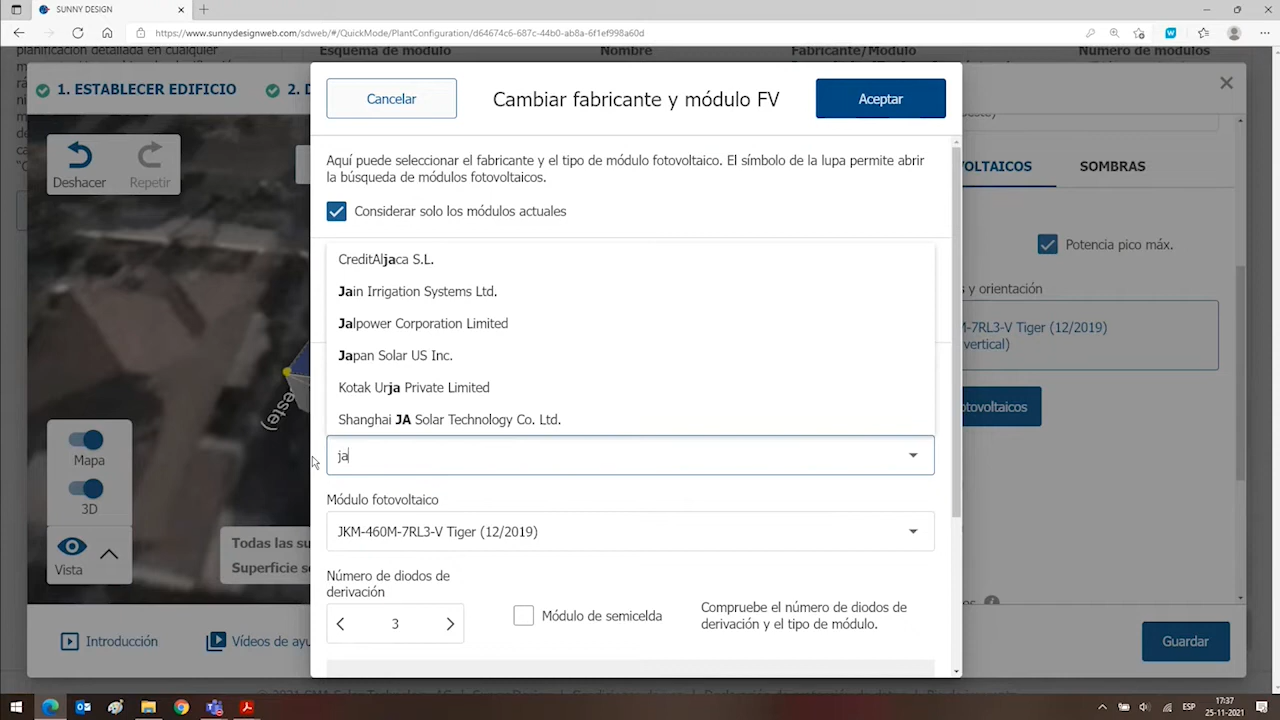 SUNNY DESIGN
https://www.sunnydesignweb.com/sdweb/#/QuickMode/PlantConfiguration/d64674c6-687c-44b0-ab8a-6f1ef998a60d
planificación detallada en cualquier
Esquema de módulo
Nombre
Fabricante/Módulo
Número de módulos
1. ESTABLECER EDIFICIO
2. D
Deshacer
Repetir
Mapa
3D
Vista
Todas las su
Superficie s
Introducción
Vídeos de ayu
Cancelar
Cambiar fabricante y módulo FV
Aceptar
Aquí puede seleccionar el fabricante y el tipo de módulo fotovoltaico. El símbolo de la lupa permite abrir
la búsqueda de módulos fotovoltaicos.
Considerar solo los módulos actuales
CreditAljaca S.L.
Jain Irrigation Systems Ltd.
Jalpower Corporation Limited
Japan Solar US Inc.
Kotak Urja Private Limited
Shanghai JA Solar Technology Co. Ltd.
ja
Módulo fotovoltaico
JKM-460M-7RL3-V Tiger (12/2019)
Número de diodos de
derivación
3
Módulo de semicelda
Compruebe el número de diodos de
derivación y el tipo de módulo.
VOLTAICOS
SOMBRAS
Potencia pico máx.
s y orientación
M-7RL3-V Tiger (12/2019)
vertical)
otovoltaicos
Guardar
este)
ESP
17:37
25-11-2021